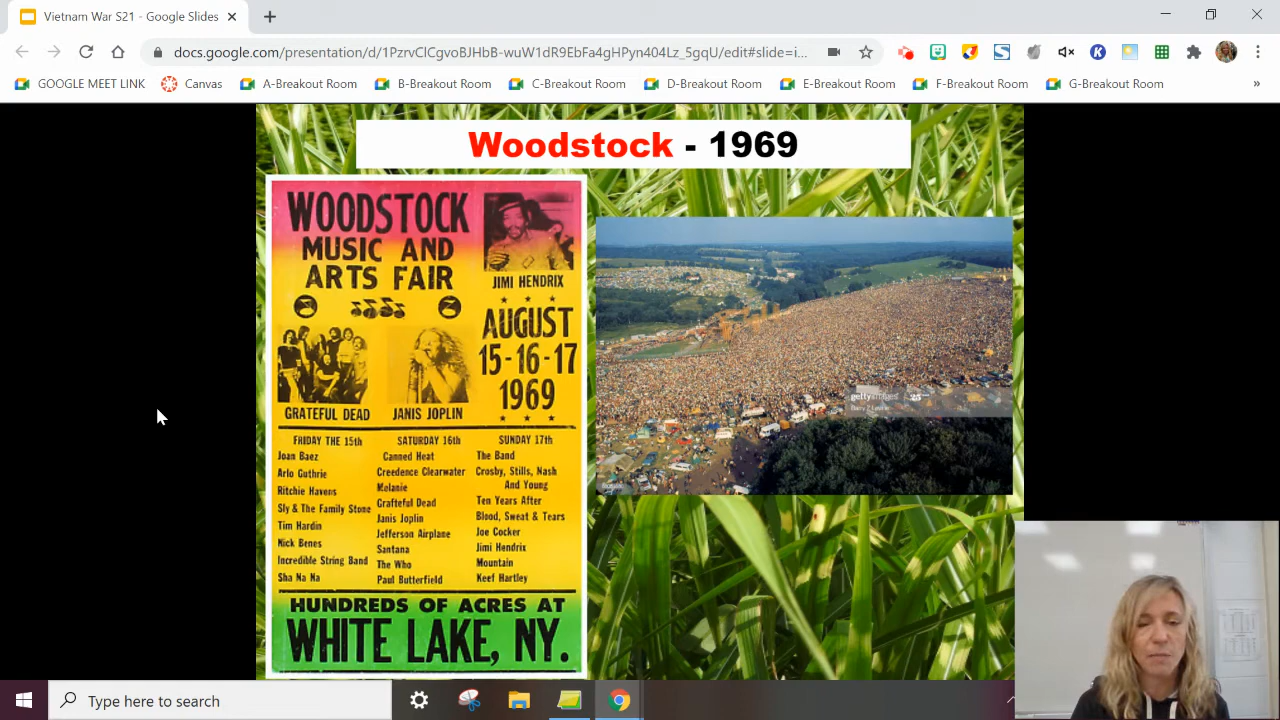 Vietnam War S21 - Google Slides
docs.google.com/presentation/d/1PzrvClCgvoBJHbB-wuW1dR9EbFa4gHPyn404Lz_5gqU/edit#slide=i...
GOOGLE MEET LINK
Canvas
A-Breakout Room
B-Breakout Room
C-Breakout Room
D-Breakout Room
E-Breakout Room
F-Breakout Room
G-Breakout Room
»
Woodstock - 1969
WOODSTOCK
MUSIC AND
ARTS FAIR
JIMI HENDRIX
AUGUST
15-16-17
1969
GRATEFUL DEAD
JANIS JOPLIN
FRIDAY THE 15th
Joan Baez
Arlo Guthrie
Ritchie Havens
Sly & The Family Stone
Tim Hardin
Nick Benes
Incredible String Band
Sha Na Na
SATURDAY 16th
Canned Heat
Creedence Clearwater
Melanie
Grafteful Dead
Janis Joplin
Jefferson Airplane
Santana
The Who
Paul Butterfield
SUNDAY 17th
The Band
Crosby, Stills, Nash
And Young
Ten Years After
Blood, Sweat & Tears
Joe Cocker
Jimi Hendrix
Mountain
Keef Hartley
HUNDREDS OF ACRES AT
WHITE LAKE, NY.
gettyimages
Barry Z Levine
Type here to search